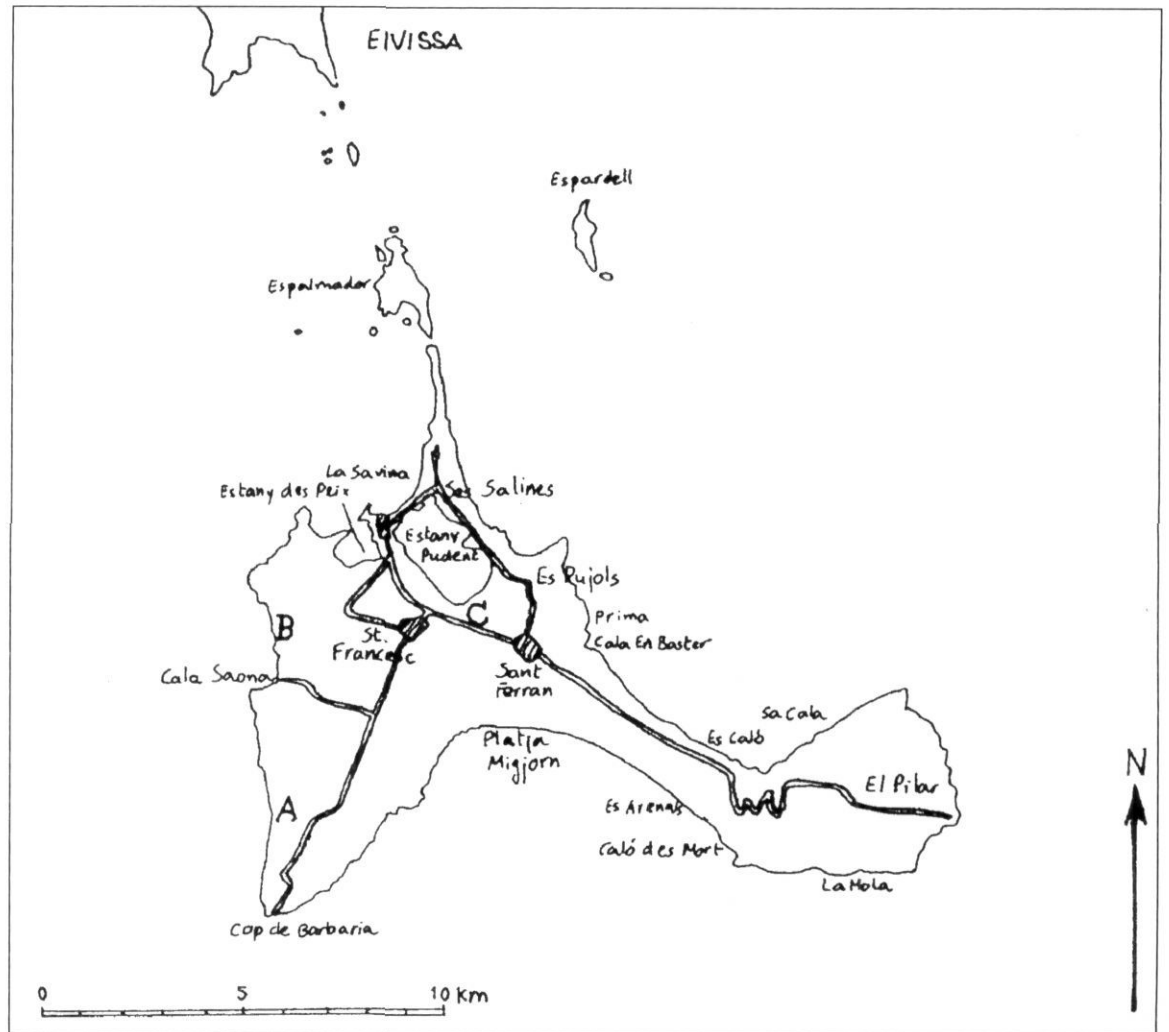 EIVISSA
Espardell
Espalmador
La Savina
Estany des Peix
Ses Salines
Estany
Pudent
Es Pujols
B
C
St.
Francesc
Prima
Cala En Baster
Cala Saona
Sant
Ferran
Sa Cala
Es Caló
Platja
Migjorn
N
El Pilar
A
Es Arenals
Caló des Mort
La Mola
Cap de Barbaria
0 5 10 Km